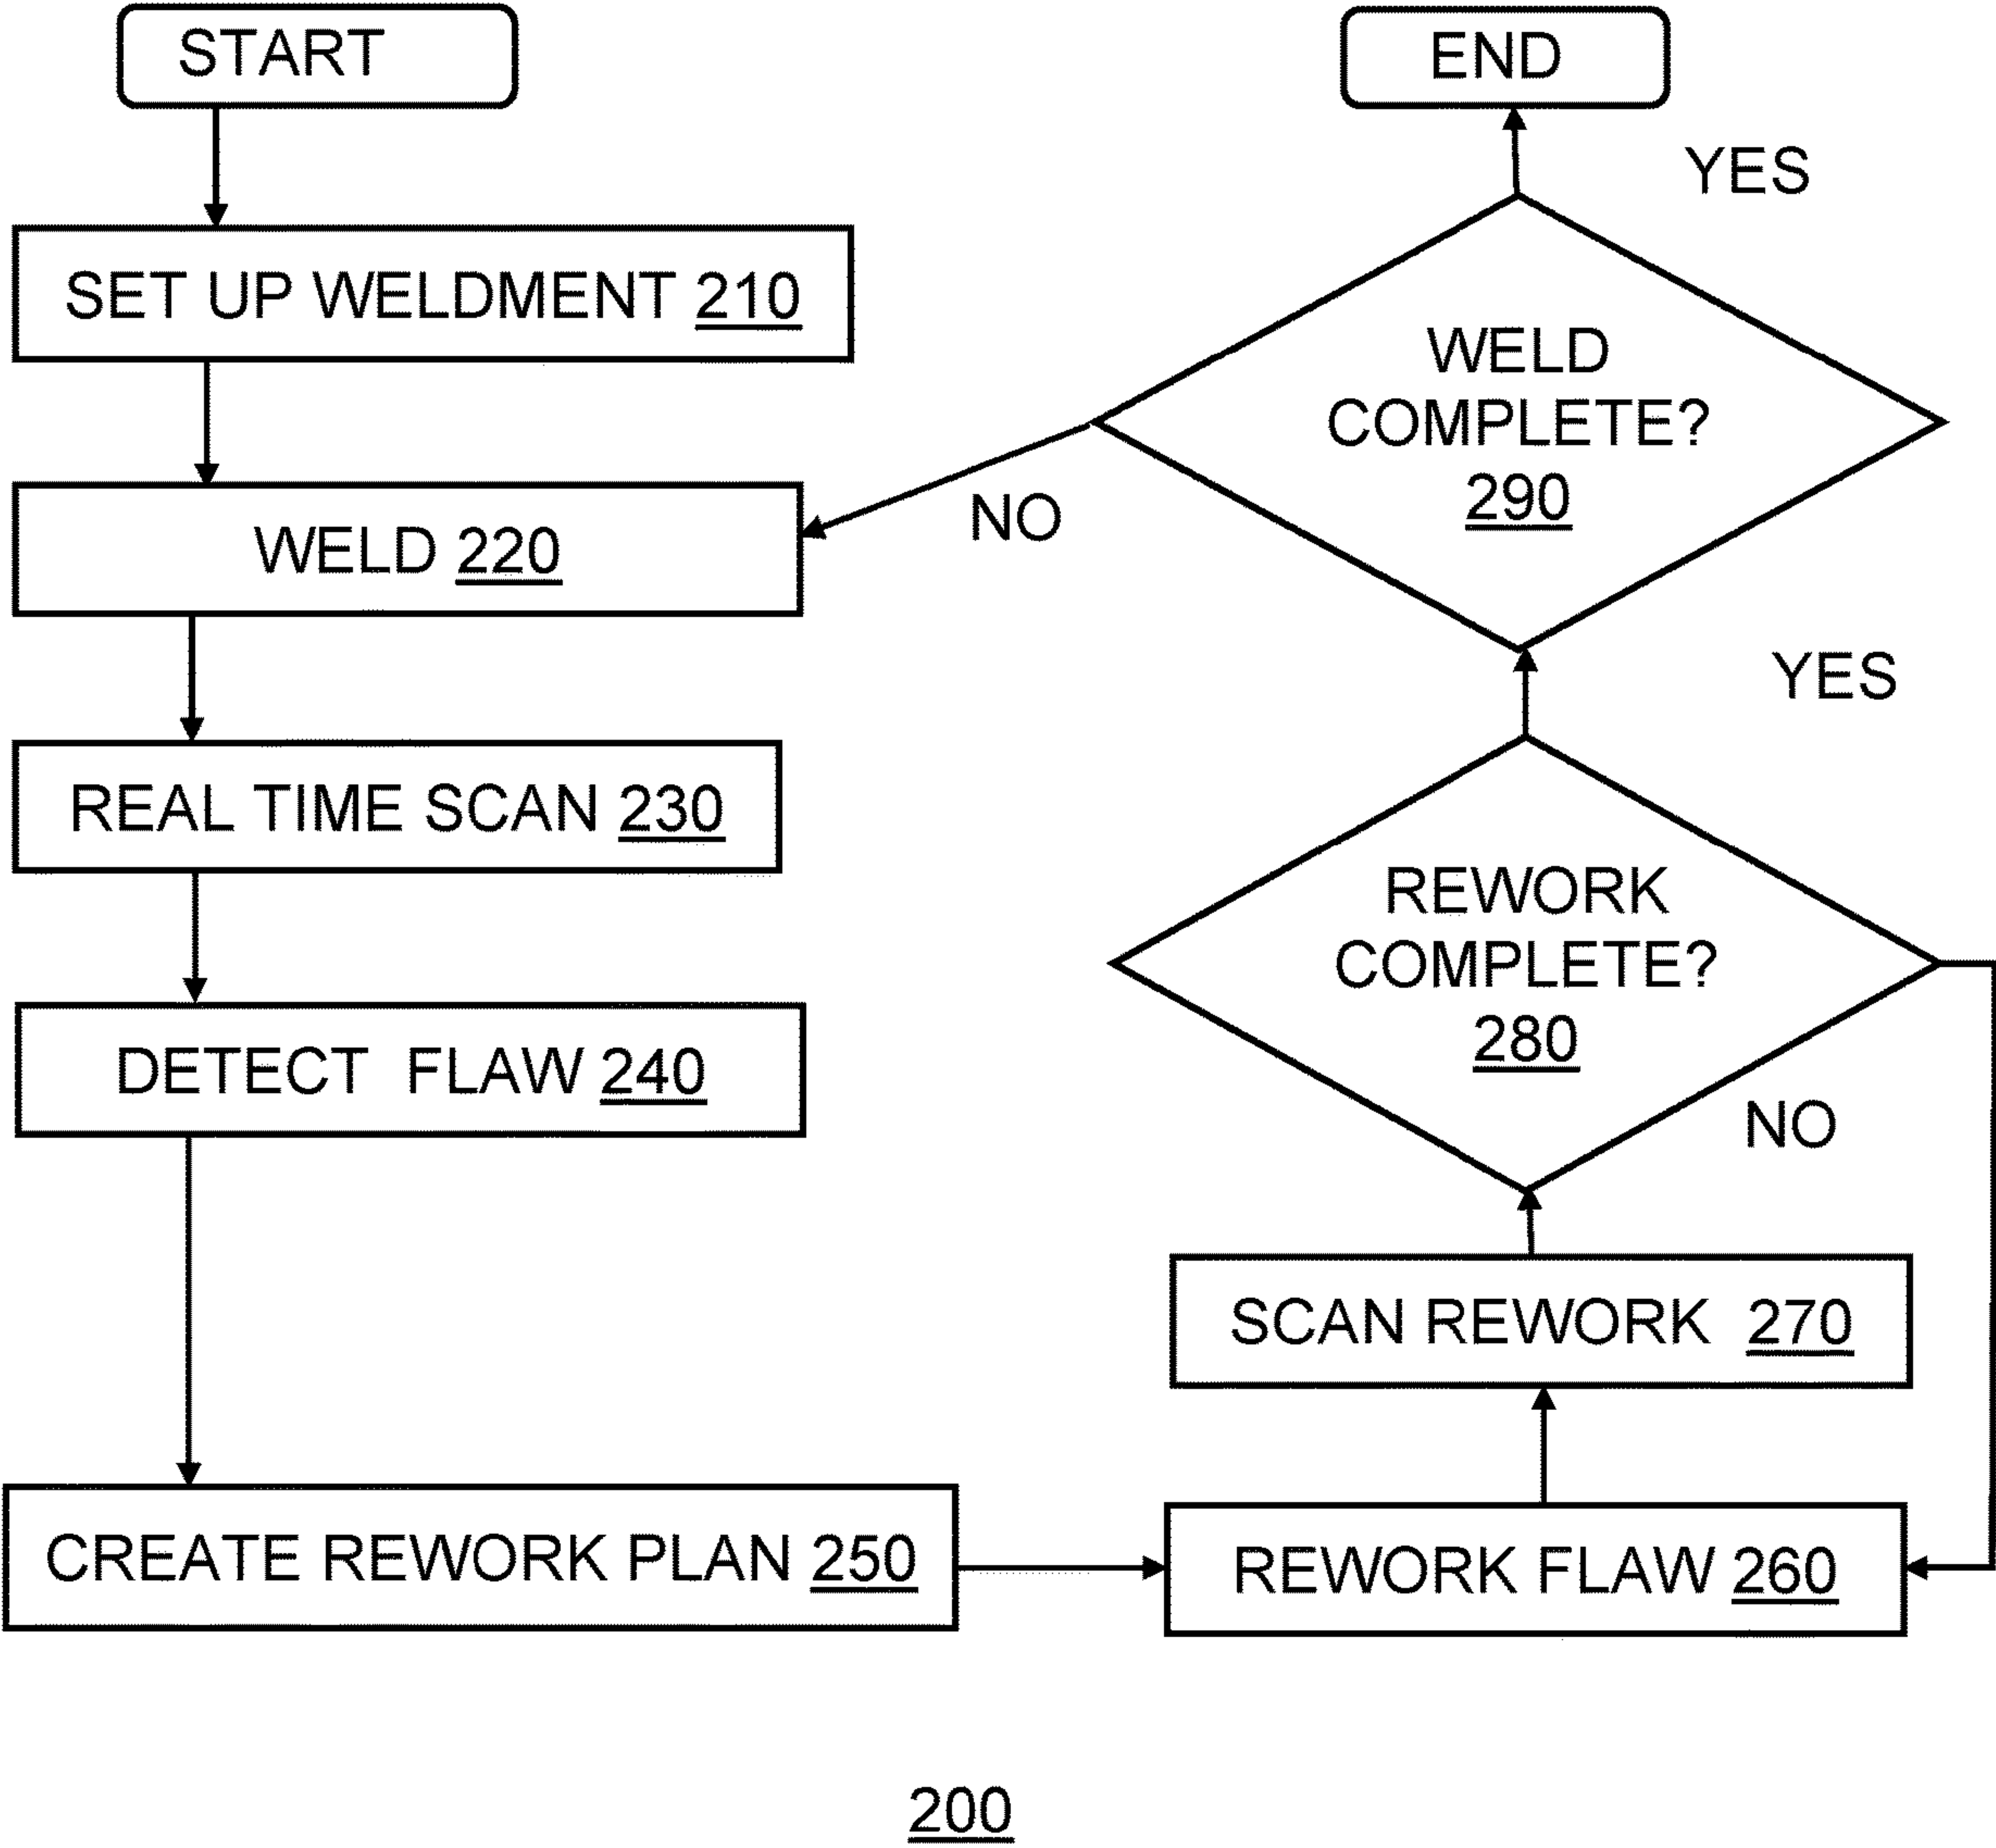 START
SET UP WELDMENT 210
WELD 220
REAL TIME SCAN 230
DETECT FLAW 240
CREATE REWORK PLAN 250
REWORK FLAW 260
SCAN REWORK 270
NO
REWORK
COMPLETE?
280
YES
NO
WELD
COMPLETE?
290
YES
END
200